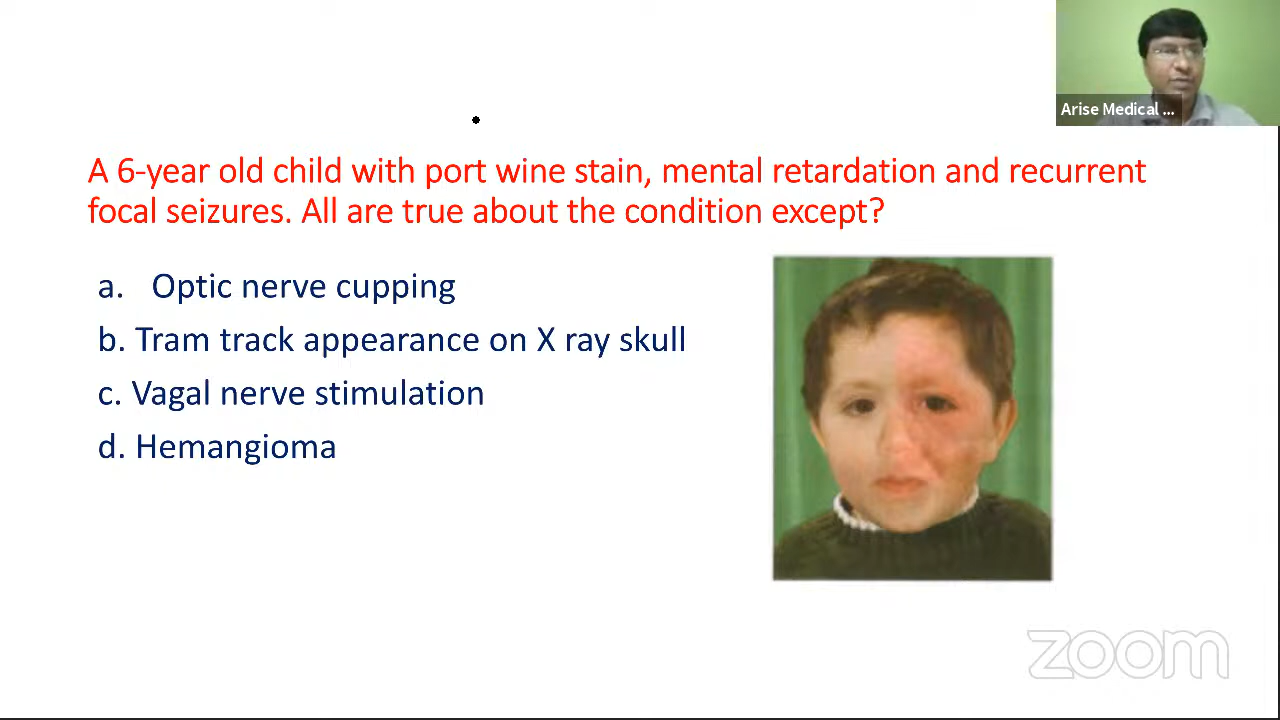 Arise Medical ...
A 6-year old child with port wine stain, mental retardation and recurrent
focal seizures. All are true about the condition except?
a. Optic nerve cupping
b. Tram track appearance on X ray skull
c. Vagal nerve stimulation
d. Hemangioma
zoom